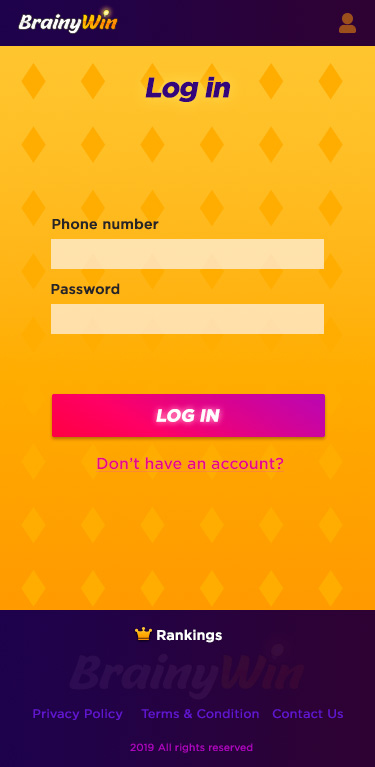 BrainyWin
Log in
Phone number
Password
LOG IN
Don't have an account?
Rankings
BrainyWin
Privacy Policy Terms & Condition Contact Us
2019 All rights reserved